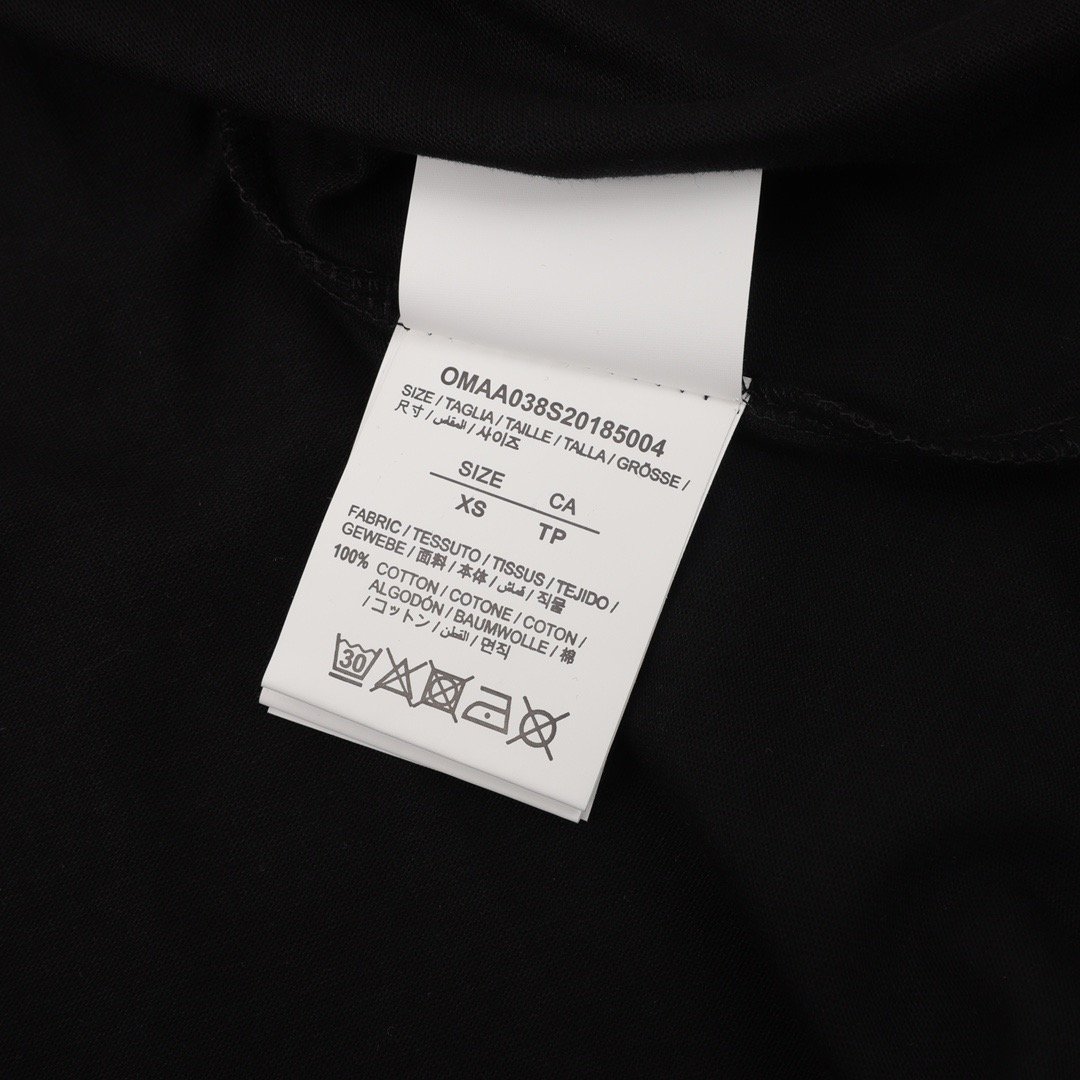 OMAA038S20185004
SIZE / TAGLIA / TAILLE / TALLA / GRÖSSE /
尺寸 / المقاس / 사이즈
SIZE CA
XS TP
FABRIC / TESSUTO / TISSUS / TEJIDO /
GEWEBE / 面料 / 本体 / قماش / 직물
100% COTTON / COTONE / COTON /
ALGODÓN / BAUMWOLLE / 棉
/ コットン / القطن / 면직
30